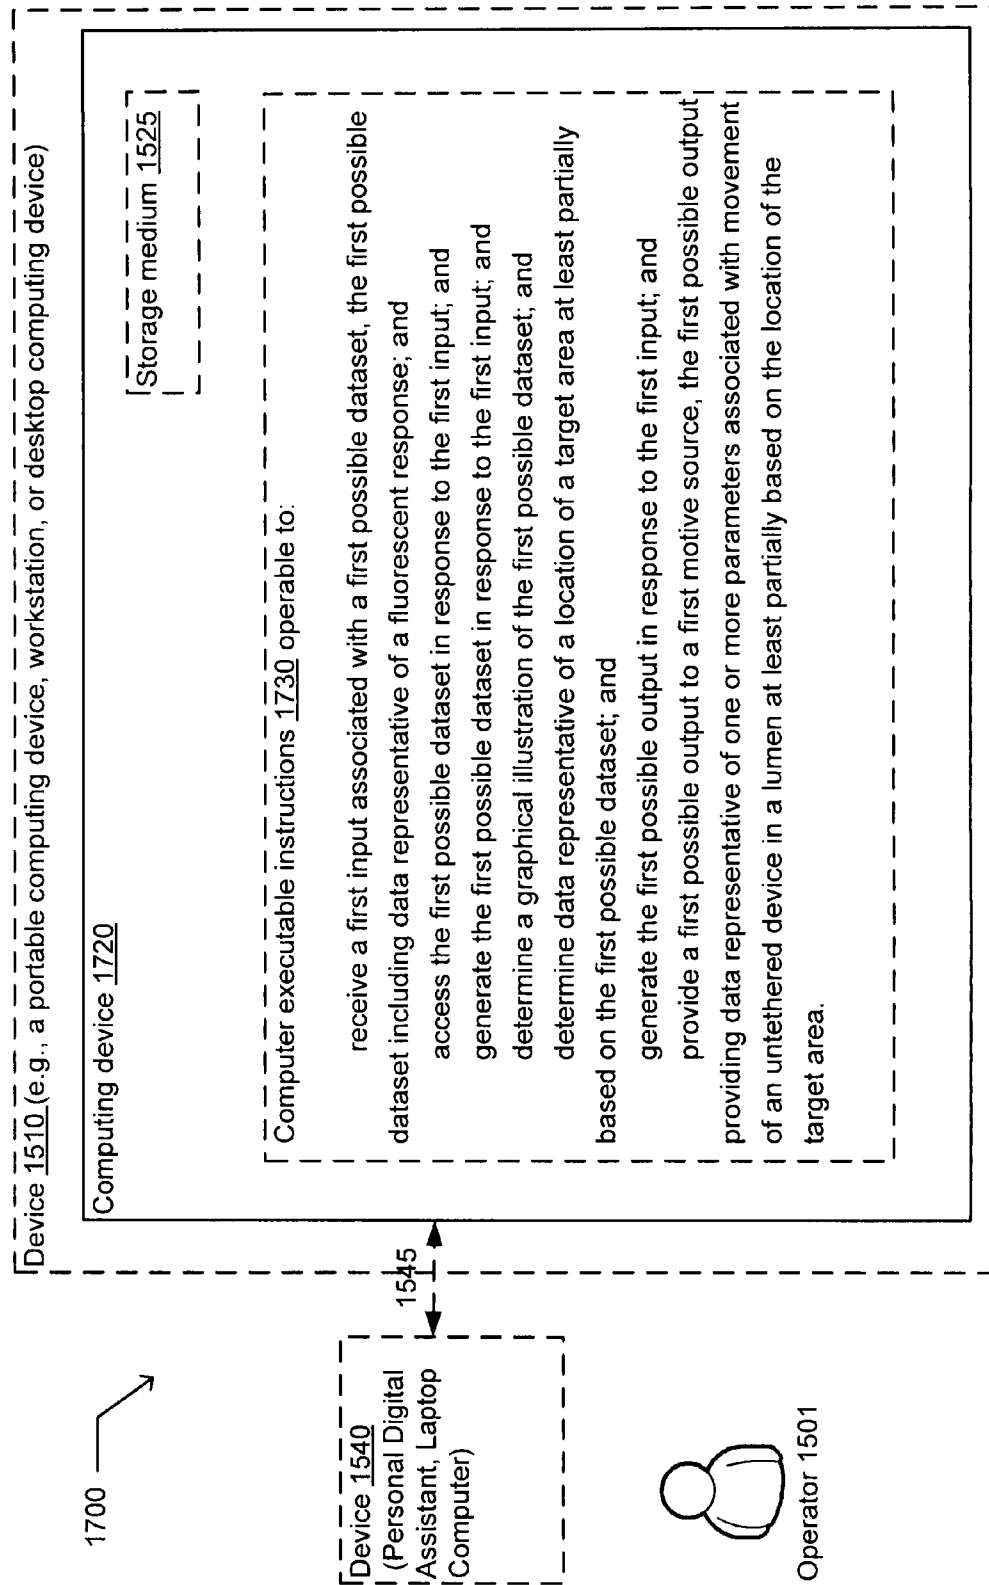 1700
Device 1510 (e.g., a portable computing device, workstation, or desktop computing device)
Computing device 1720
Storage medium 1525
Computer executable instructions 1730 operable to:
receive a first input associated with a first possible dataset, the first possible
dataset including data representative of a fluorescent response; and
access the first possible dataset in response to the first input; and
generate the first possible dataset in response to the first input; and
determine a graphical illustration of the first possible dataset; and
determine data representative of a location of a target area at least partially
based on the first possible dataset; and
generate the first possible output in response to the first input; and
provide a first possible output to a first motive source, the first possible output
providing data representative of one or more parameters associated with movement
of an untethered device in a lumen at least partially based on the location of the
target area.
1545
Device 1540
(Personal Digital
Assistant, Laptop
Computer)
Operator 1501